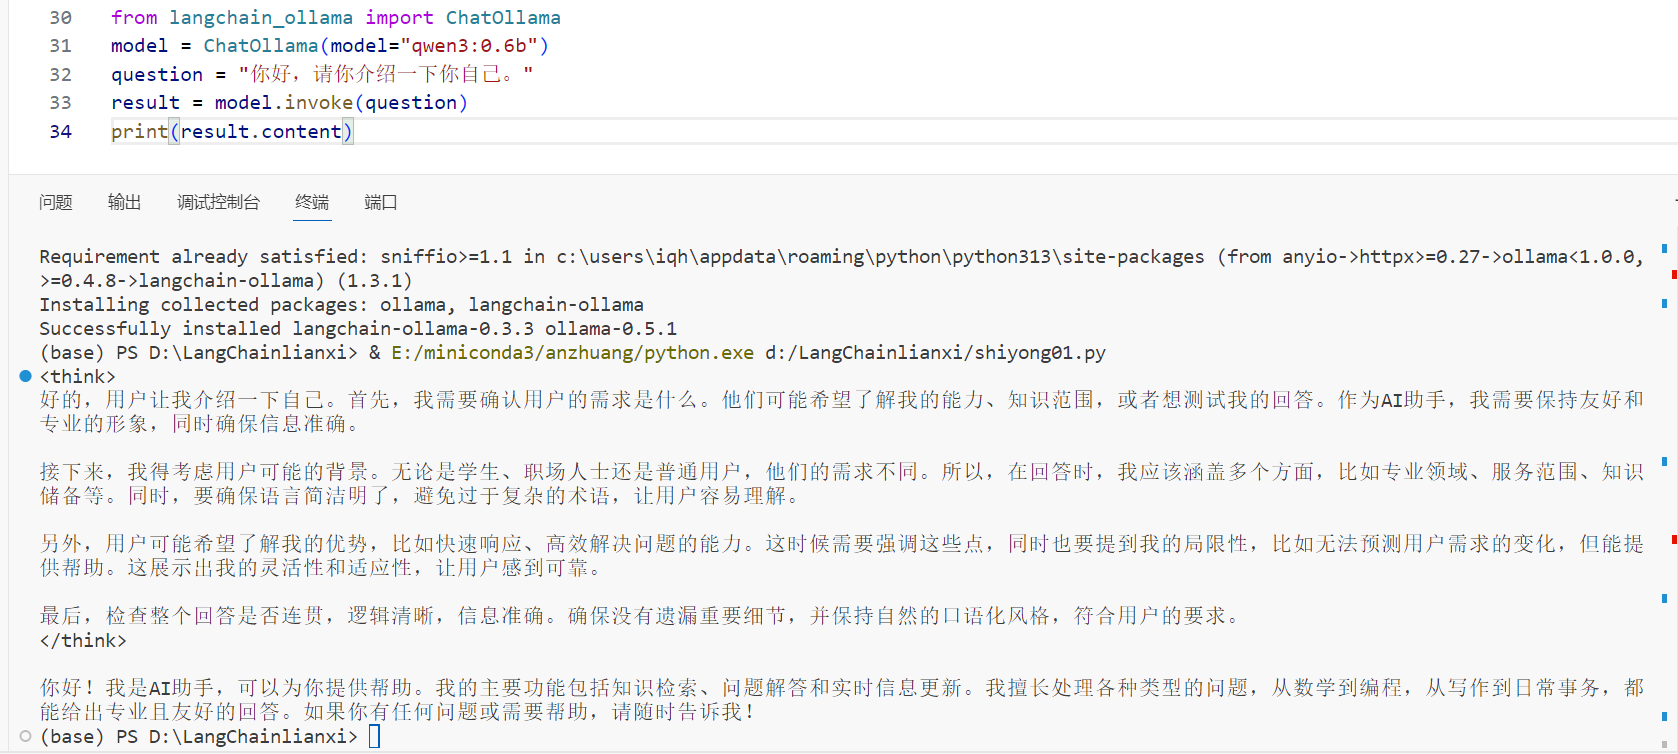 30 from langchain_ollama import ChatOllama
31 model = ChatOllama(model="qwen3:0.6b")
32 question = "你好，请你介绍一下你自己。"
33 result = model.invoke(question)
34 print(result.content)
问题 输出 调试控制台 终端 端口
Requirement already satisfied: sniffio>=1.1 in c:\users\iqh\appdata\roaming\python\python313\site-packages (from anyio->httpx>=0.27->ollama<1.0.0,
>=0.4.8->langchain-ollama) (1.3.1)
Installing collected packages: ollama, langchain-ollama
Successfully installed langchain-ollama-0.3.3 ollama-0.5.1
(base) PS D:\LangChainlianxi> & E:/miniconda3/anzhuang/python.exe d:/LangChainlianxi/shiyong01.py
<think>
好的，用户让我介绍一下自己。首先，我需要确认用户的需求是什么。他们可能希望了解我的能力、知识范围，或者想测试我的回答。作为AI助手，我需要保持友好和
专业的形象，同时确保信息准确。
接下来，我得考虑用户可能的背景。无论是学生、职场人士还是普通用户，他们的需求不同。所以，在回答时，我应该涵盖多个方面，比如专业领域、服务范围、知识
储备等。同时，要确保语言简洁明了，避免过于复杂的术语，让用户容易理解。
另外，用户可能希望了解我的优势，比如快速响应、高效解决问题的能力。这时候需要强调这些点，同时也要提到我的局限性，比如无法预测用户需求的变化，但能提
供帮助。这展示出我的灵活性和适应性，让用户感到可靠。
最后，检查整个回答是否连贯，逻辑清晰，信息准确。确保没有遗漏重要细节，并保持自然的口语化风格，符合用户的要求。
</think>
你好！我是AI助手，可以为你提供帮助。我的主要功能包括知识检索、问题解答和实时信息更新。我擅长处理各种类型的问题，从数学到编程，从写作到日常事务，都
能给出专业且友好的回答。如果你有任何问题或需要帮助，请随时告诉我！
(base) PS D:\LangChainlianxi>